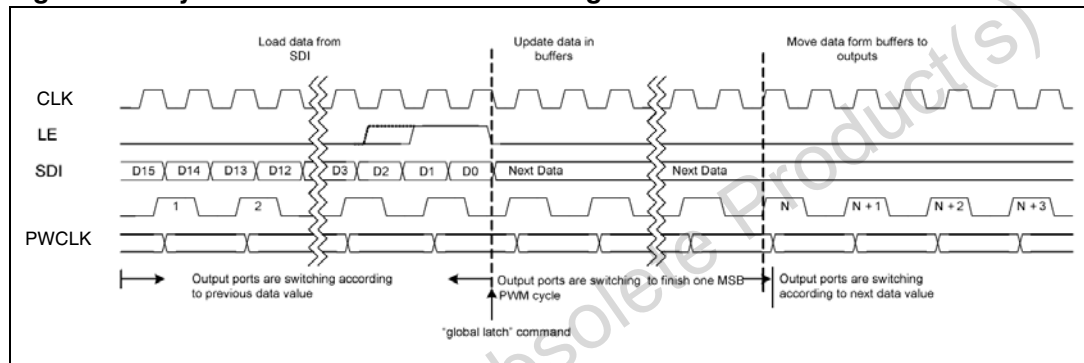 Load data from
SDI
Update data in
buffers
Move data form buffers to
outputs
CLK
LE
SDI
D15 D14 D13 D12 D3 D2 D1 D0 Next Data Next Data
1 2 N N + 1 N + 2 N + 3
PWCLK
Output ports are switching according
to previous data value
Output ports are switching to finish one MSB
PWM cycle
Output ports are switching
according to next data value
"global latch" command
bsolete Product(s)